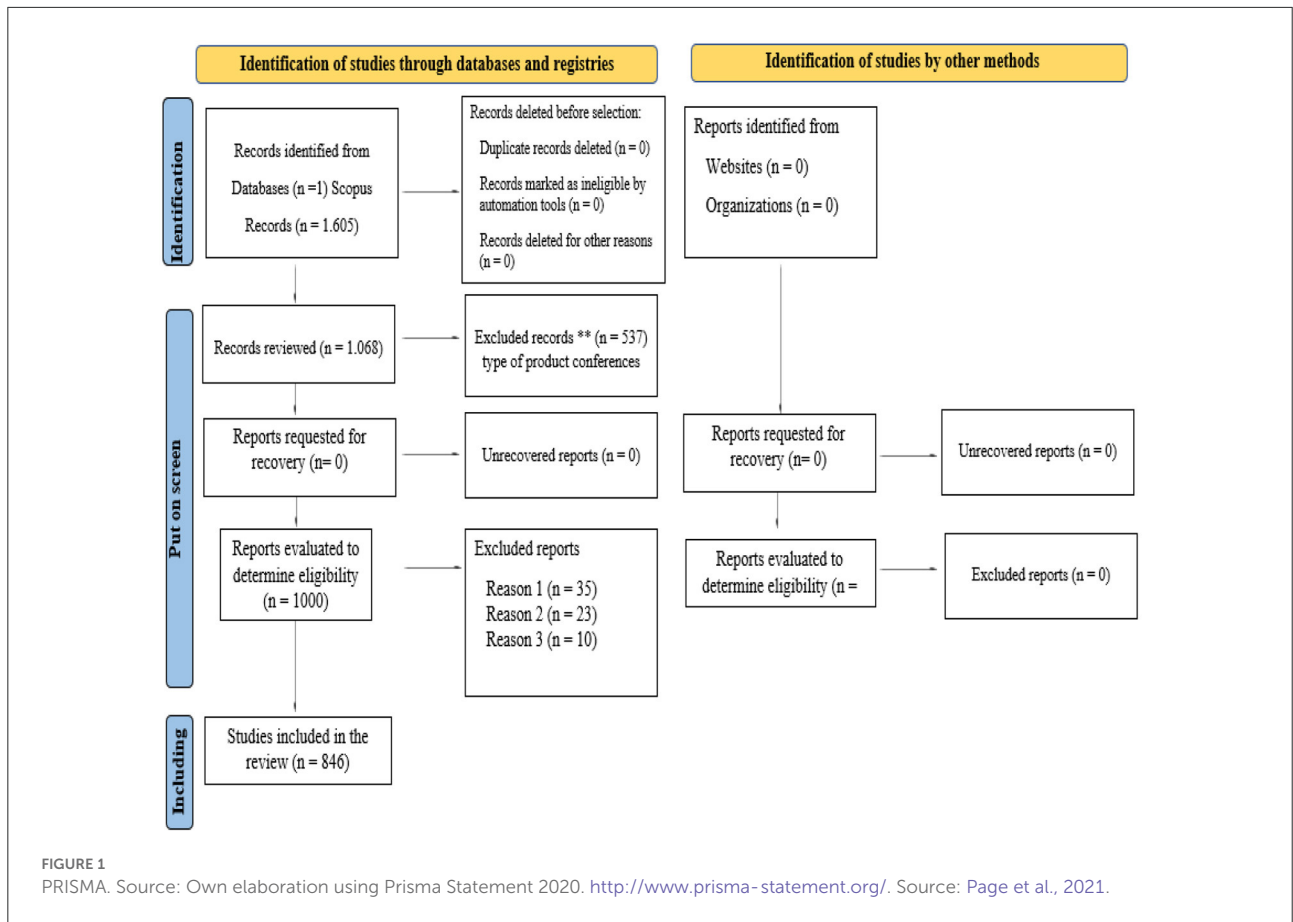 Identification of studies through databases and registries
Identification of studies by other methods
Identification
Records identified from
Databases (n =1) Scopus
Records (n = 1.605)
Records deleted before selection:
Duplicate records deleted (n = 0)
Records marked as ineligible by
automation tools (n = 0)
Records deleted for other reasons
(n = 0)
Reports identified from
Websites (n = 0)
Organizations (n = 0)
Put on screen
Records reviewed (n = 1.068)
Excluded records ** (n = 537)
type of product conferences
Reports requested for
recovery (n= 0)
Unrecovered reports (n = 0)
Reports requested for
recovery (n= 0)
Unrecovered reports (n = 0)
Reports evaluated to
determine eligibility
(n = 1000)
Excluded reports
Reason 1 (n = 35)
Reason 2 (n = 23)
Reason 3 (n = 10)
Reports evaluated to
determine eligibility (n =
Excluded reports (n = 0)
Including
Studies included in the
review (n = 846)
FIGURE 1
PRISMA. Source: Own elaboration using Prisma Statement 2020. http://www.prisma-statement.org/. Source: Page et al., 2021.